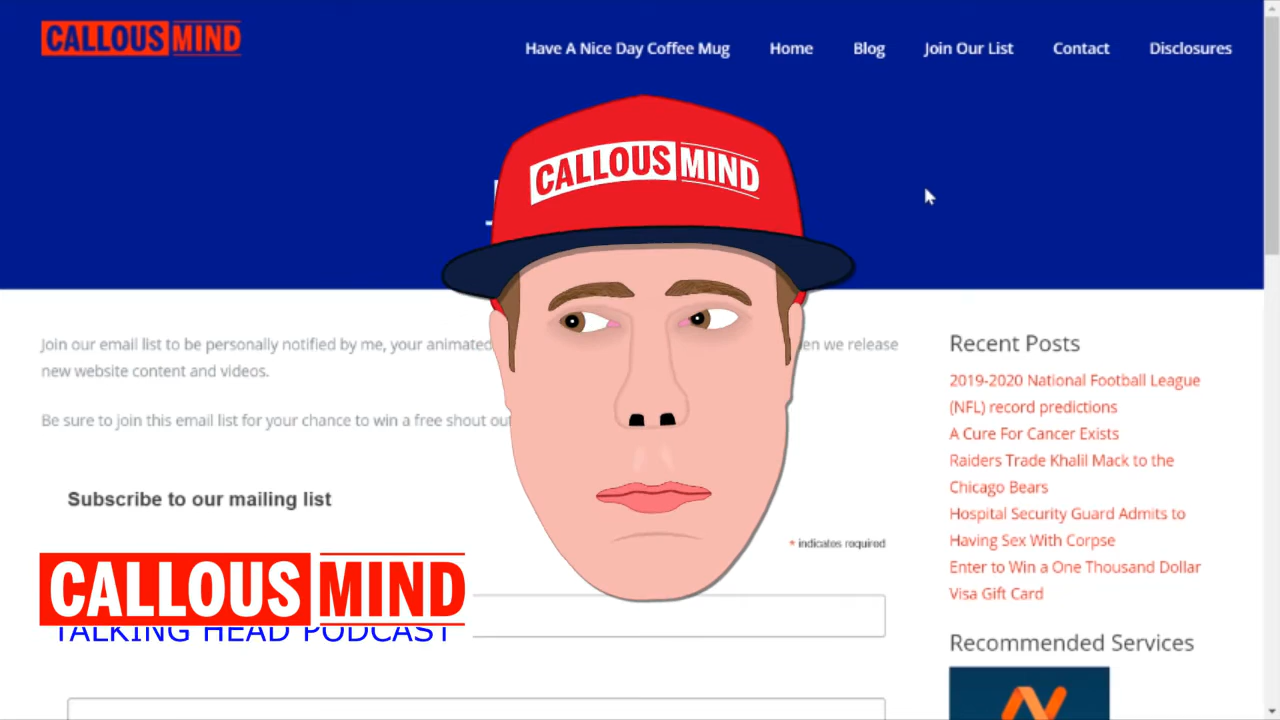 CALLOUS MIND
Have A Nice Day Coffee Mug Home Blog Join Our List Contact Disclosures
CALLOUS MIND
Join our email list to be personally notified by me, your animated
release
new website content and videos.
Be sure to join this email list for your chance to win a free shout
Subscribe to our mailing list
* indicates required
CALLOUS MIND
TALKING HEAD PODCAST
Recent Posts
2019-2020 National Football League
(NFL) record predictions
A Cure For Cancer Exists
Raiders Trade Khalil Mack to the
Chicago Bears
Hospital Security Guard Admits to
Having Sex With Corpse
Enter to Win a One Thousand Dollar
Visa Gift Card
Recommended Services